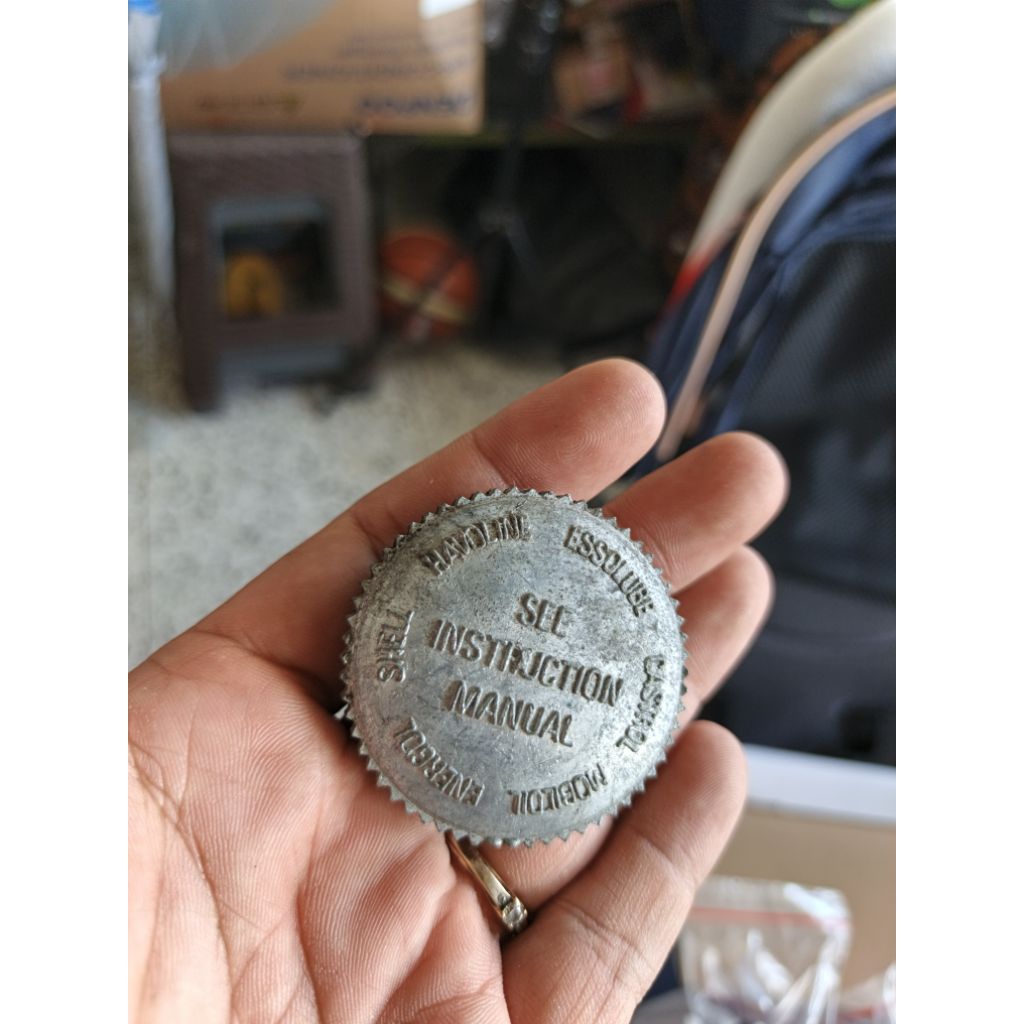 HAVOLINE ESSOLUBE CASTROL MOBILOIL ENERGOL SHELL
SEE
INSTRUCTION
MANUAL